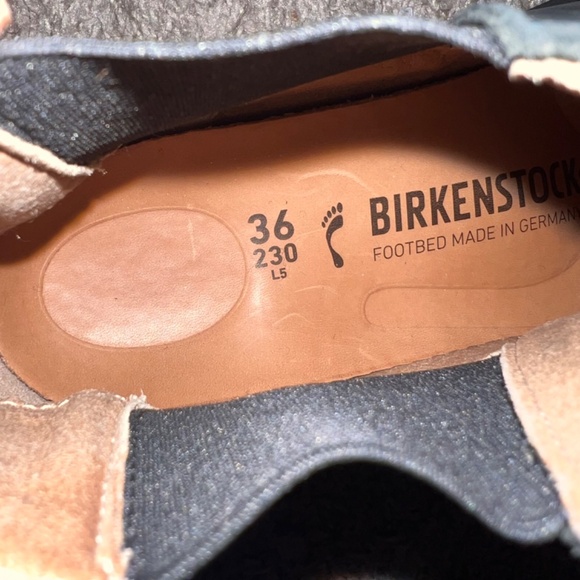 36
230
L5
BIRKENSTOCK
FOOTBED MADE IN GERMANY